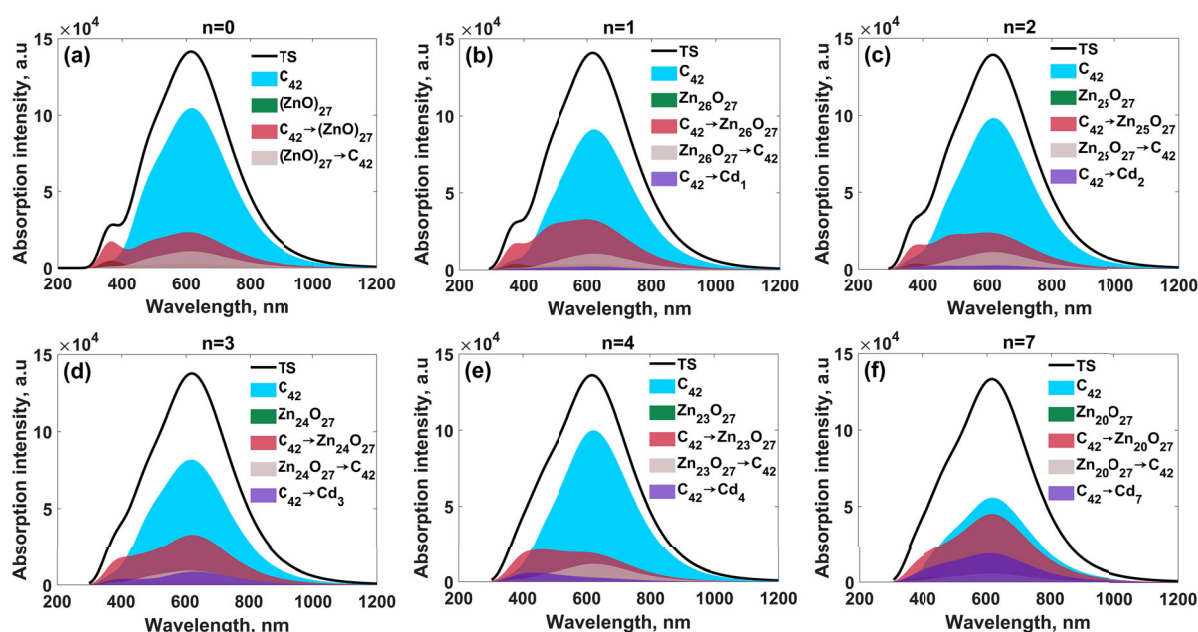 n=0
×10⁴
(a)
15
10
5
0
Absorption intensity, a.u
TS
C₄₂
(ZnO)₂₇
C₄₂→(ZnO)₂₇
(ZnO)₂₇→C₄₂
200 400 600 800 1000 1200
Wavelength, nm
n=1
×10⁴
(b)
15
10
5
0
Absorption intensity, a.u
TS
C₄₂
Zn₂₆O₂₇
C₄₂→Zn₂₆O₂₇
Zn₂₆O₂₇→C₄₂
C₄₂→Cd₁
200 400 600 800 1000 1200
Wavelength, nm
n=2
×10⁴
(c)
15
10
5
0
Absorption intensity, a.u
TS
C₄₂
Zn₂₅O₂₇
C₄₂→Zn₂₅O₂₇
Zn₂₅O₂₇→C₄₂
C₄₂→Cd₂
200 400 600 800 1000 1200
Wavelength, nm
n=3
×10⁴
(d)
15
10
5
0
Absorption intensity, a.u
TS
C₄₂
Zn₂₄O₂₇
C₄₂→Zn₂₄O₂₇
Zn₂₄O₂₇→C₄₂
C₄₂→Cd₃
200 400 600 800 1000 1200
Wavelength, nm
n=4
×10⁴
(e)
15
10
5
0
Absorption intensity, a.u
TS
C₄₂
Zn₂₃O₂₇
C₄₂→Zn₂₃O₂₇
Zn₂₃O₂₇→C₄₂
C₄₂→Cd₄
200 400 600 800 1000 1200
Wavelength, nm
n=7
×10⁴
(f)
15
10
5
0
Absorption intensity, a.u
TS
C₄₂
Zn₂₀O₂₇
C₄₂→Zn₂₀O₂₇
Zn₂₀O₂₇→C₄₂
C₄₂→Cd₇
200 400 600 800 1000 1200
Wavelength, nm